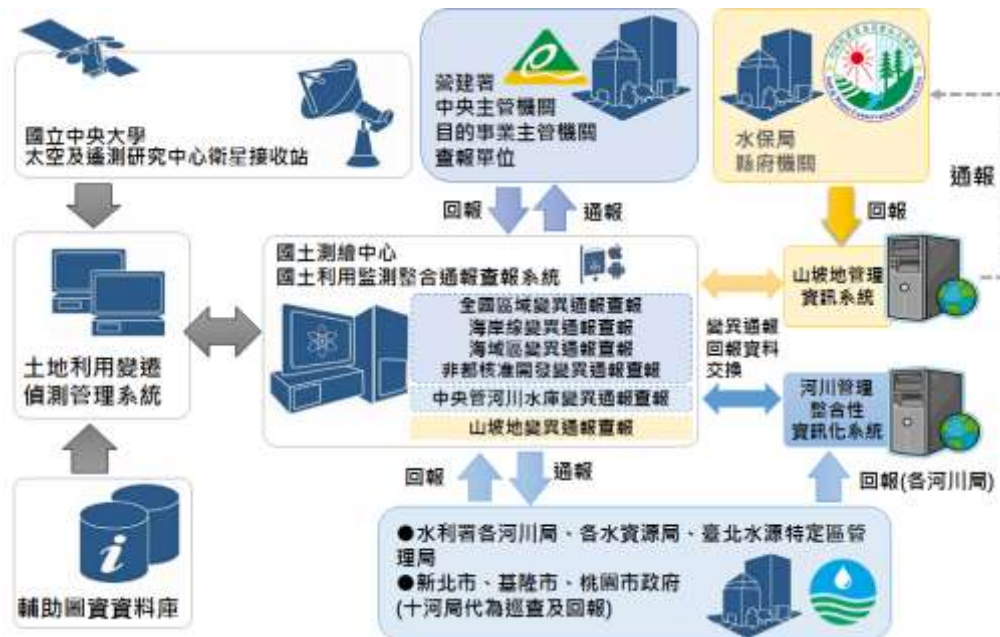 國立中央大學
太空及遙測研究中心衛星接收站
營建署
中央主管機關
目的事業主管機關
查報單位
水保局
縣府機關
通報
回報
通報
回報
國土測繪中心
國土利用監測整合通報查報系統
全國區域變異通報查報
海岸線變異通報查報
海域區變異通報查報
非都核准開發變異通報查報
中央管河川水庫變異通報查報
山坡地變異通報查報
土地利用變遷
偵測管理系統
變異通報
回報資料
交換
山坡地管理
資訊系統
河川管理
整合性
資訊化系統
回報
通報
回報(各河川局)
輔助圖資資料庫
●水利署各河川局、各水資源局、臺北水源特定區管
理局
●新北市、基隆市、桃園市政府
(十河局代為巡查及回報)